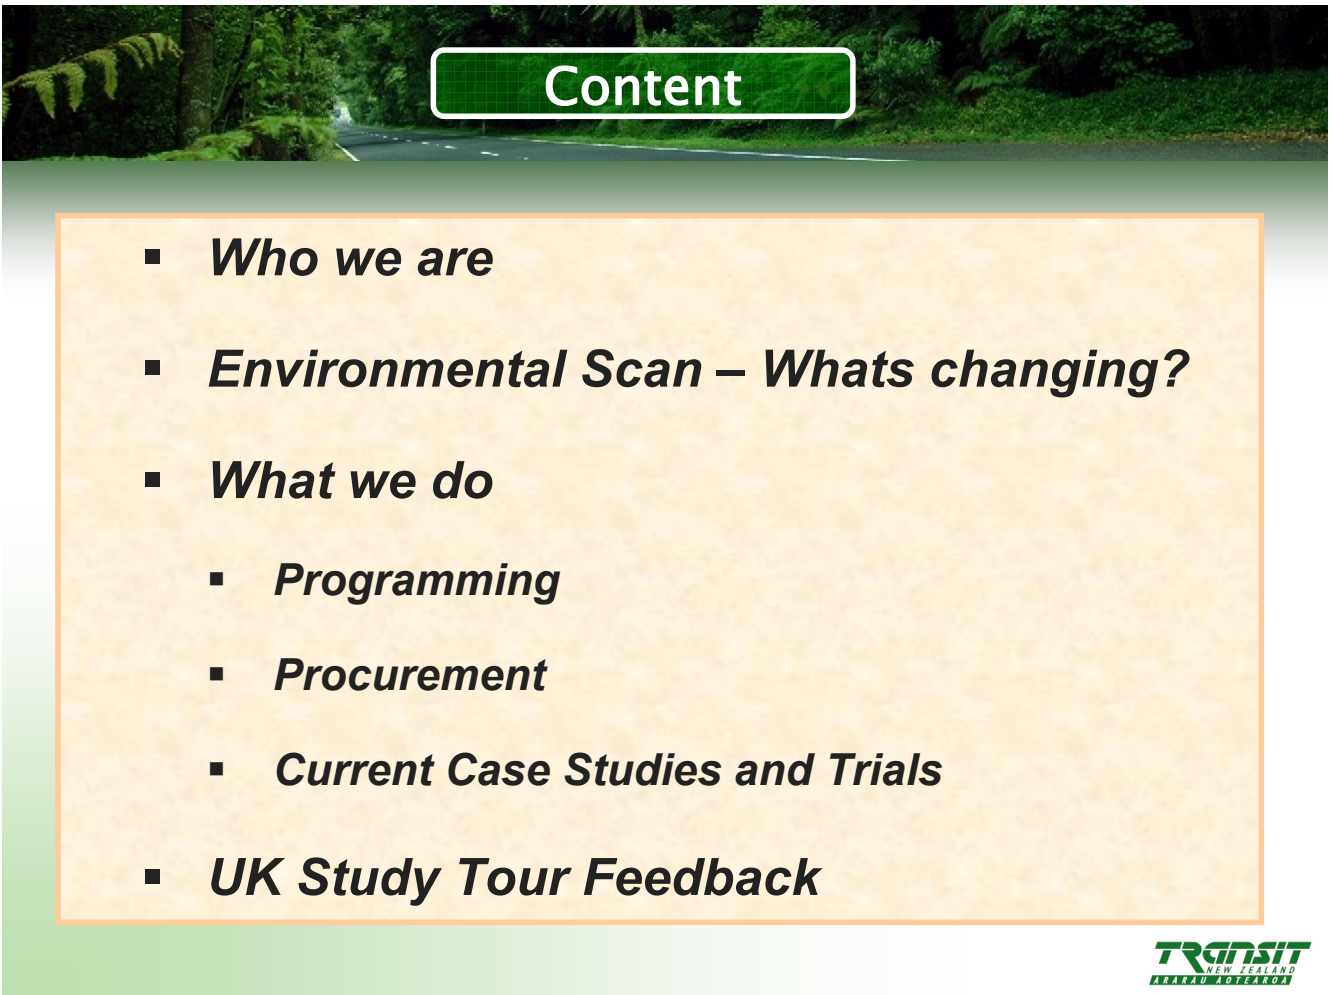 Content
▪ Who we are
▪ Environmental Scan – Whats changing?
▪ What we do
▪ Programming
▪ Procurement
▪ Current Case Studies and Trials
▪ UK Study Tour Feedback
TRANSIT
NEW ZEALAND
ARARAU AOTEAROA